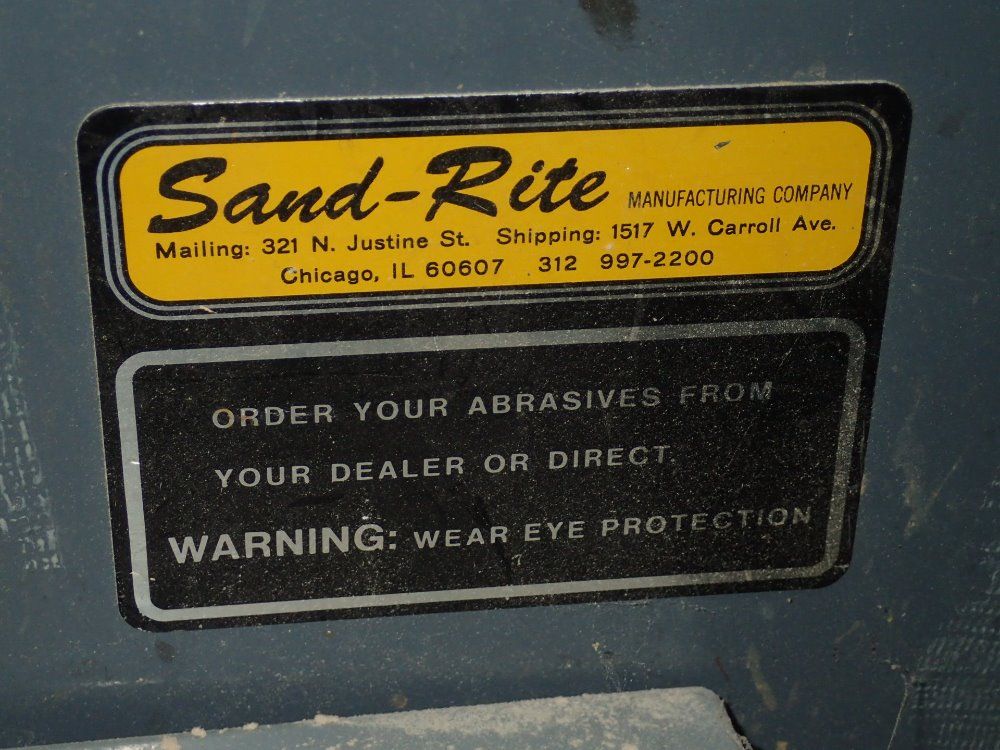 Sand-Rite MANUFACTURING COMPANY
Mailing: 321 N. Justine St. Shipping: 1517 W. Carroll Ave.
Chicago, IL 60607 312 997-2200
ORDER YOUR ABRASIVES FROM
YOUR DEALER OR DIRECT.
WARNING: WEAR EYE PROTECTION